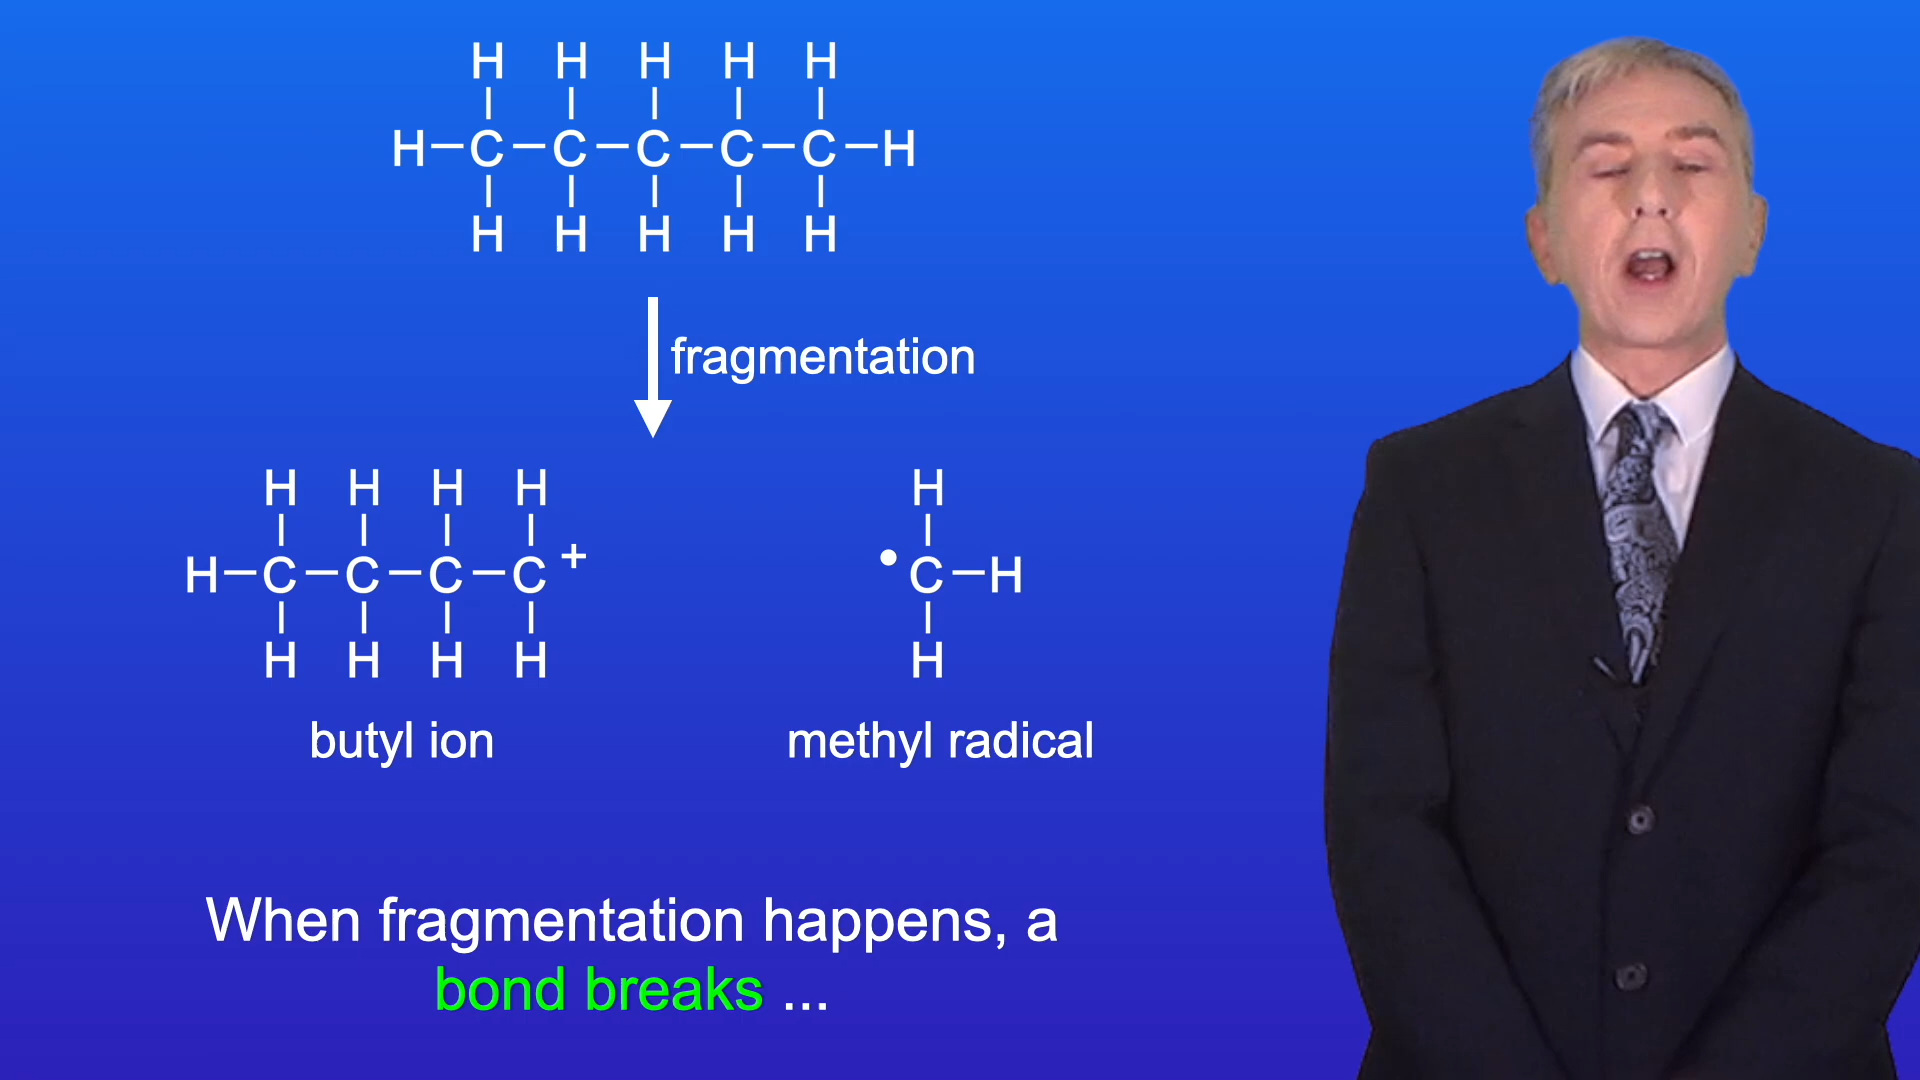 H H H H H
H—C—C—C—C—C—H
H H H H H
fragmentation
H H H H
H—C—C—C—C+
H H H H
H
•C—H
H
butyl ion
methyl radical
When fragmentation happens, a
bond breaks ...